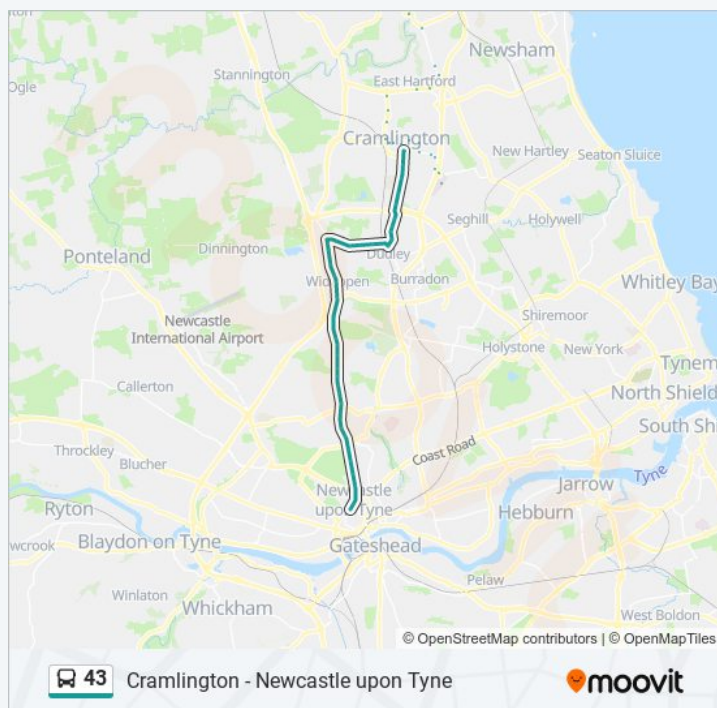 ton
Newsham
Stannington
East Hartford
Ogle
Cramlington
New Hartley
Seaton Sluice
Seghill
Holywell
Dinnington
Dudley
Ponteland
Wideopen
Burradon
Whitley Bay
Newcastle
International Airport
Shiremoor
Holystone
New York
Tynem
Callerton
North Shield
South Shi
Throckley
Coast Road
Blucher
Newcastle
upon Tyne
Jarrow
Tyne
Ryton
Hebburn
wcrook
Blaydon on Tyne
Gateshead
Pelaw
Winlaton
Whickham
West Boldon
© OpenStreetMap contributors | © OpenMapTiles
43 Cramlington - Newcastle upon Tyne
moovit